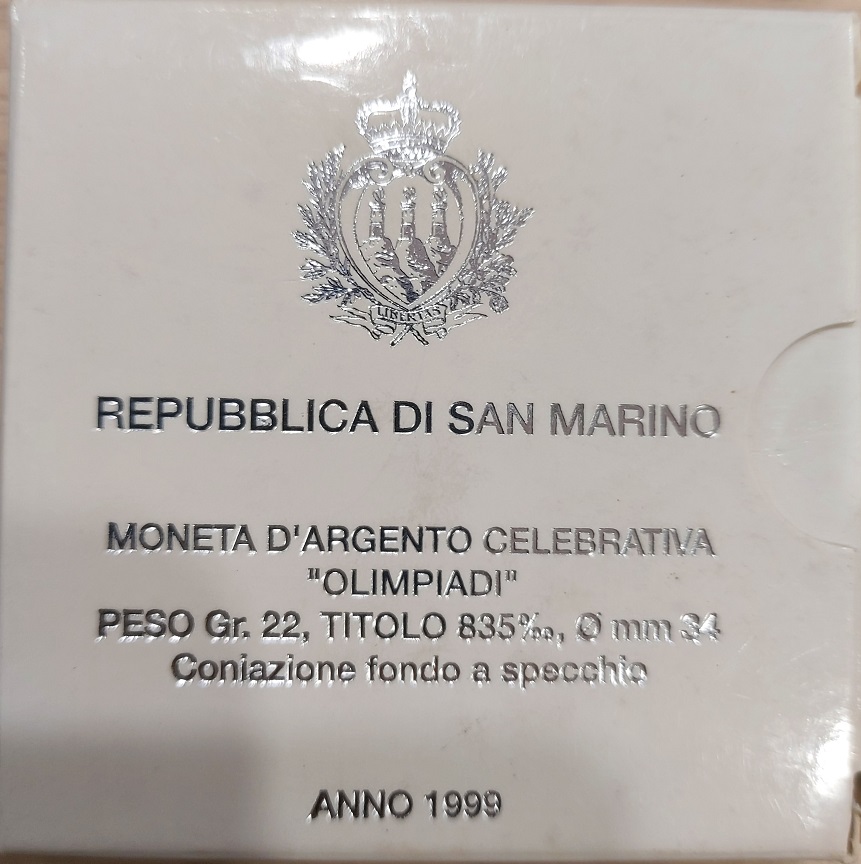 LIBERTAS
REPUBBLICA DI SAN MARINO
MONETA D'ARGENTO CELEBRATIVA
"OLIMPIADI"
PESO Gr. 22, TITOLO 835‰, Ø mm 34
Coniazione fondo a specchio
ANNO 1999